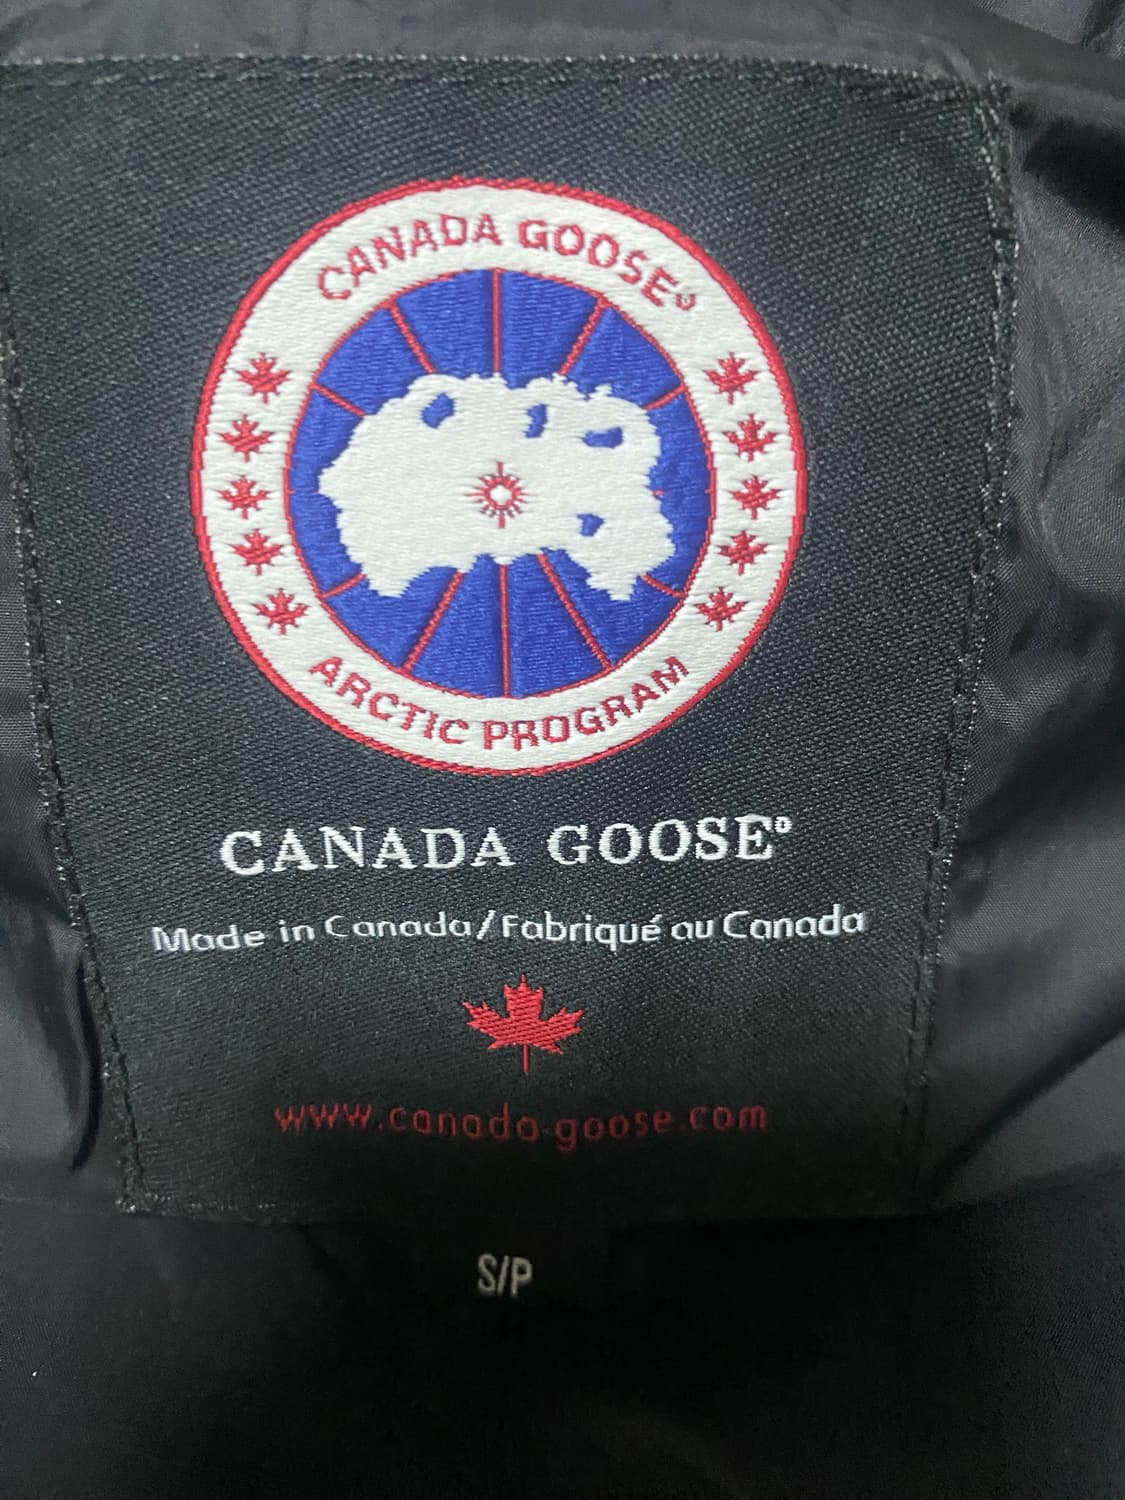 CANADA GOOSE®
ARCTIC PROGRAM
CANADA GOOSE®
Made in Canada/Fabriqué au Canada
www.canada-goose.com
S/P